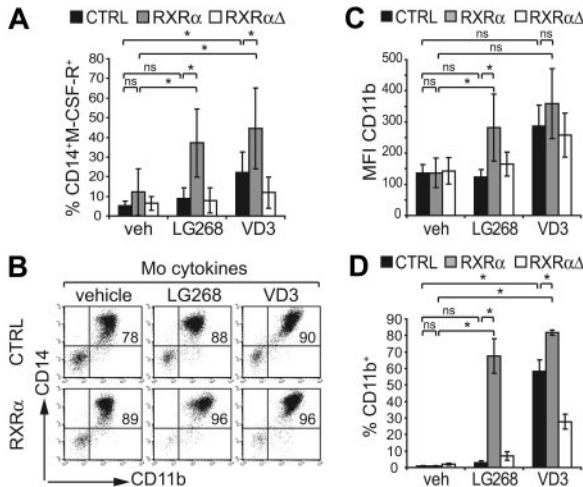 A
CTRL RXRα RXRαΔ
* *
*
ns *
ns *
% CD14⁺M-CSF-R⁺
80
70
60
50
40
30
20
10
0
veh LG268 VD3
B
Mo cytokines
vehicle LG268 VD3
CTRL
78 88 90
CD14
RXRα
89 96 96
CD11b
C
CTRL RXRα RXRαΔ
ns ns
ns
ns *
ns *
MFI CD11b
500
400
300
200
100
0
veh LG268 VD3
D
CTRL RXRα RXRαΔ
* *
*
ns *
ns *
% CD11b⁺
90
80
70
60
50
40
30
20
10
0
veh LG268 VD3